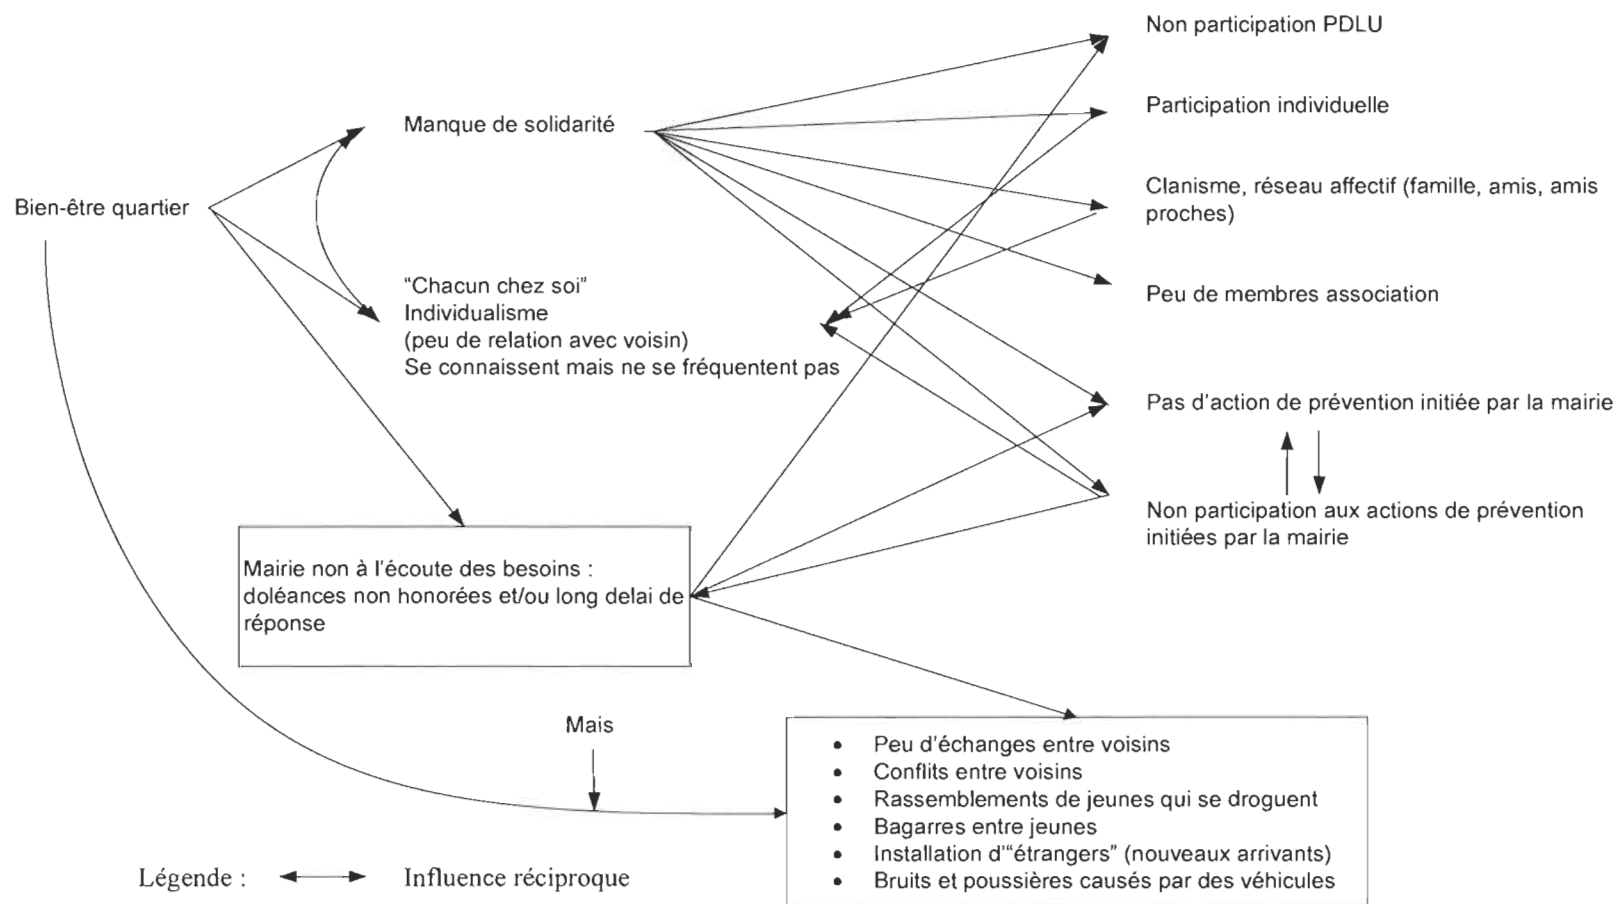 Non participation PDLU
Participation individuelle
Manque de solidarité
Clanisme, réseau affectif (famille, amis, amis
proches)
Bien-être quartier
“Chacun chez soi”
Individualisme
(peu de relation avec voisin)
Se connaissent mais ne se fréquentent pas
Peu de membres association
Pas d'action de prévention initiée par la mairie
Non participation aux actions de prévention
initiées par la mairie
Mairie non à l'écoute des besoins :
doléances non honorées et/ou long delai de
réponse
Mais
• Peu d'échanges entre voisins
• Conflits entre voisins
• Rassemblements de jeunes qui se droguent
• Bagarres entre jeunes
• Installation d'“étrangers” (nouveaux arrivants)
• Bruits et poussières causés par des véhicules
Légende : Influence réciproque